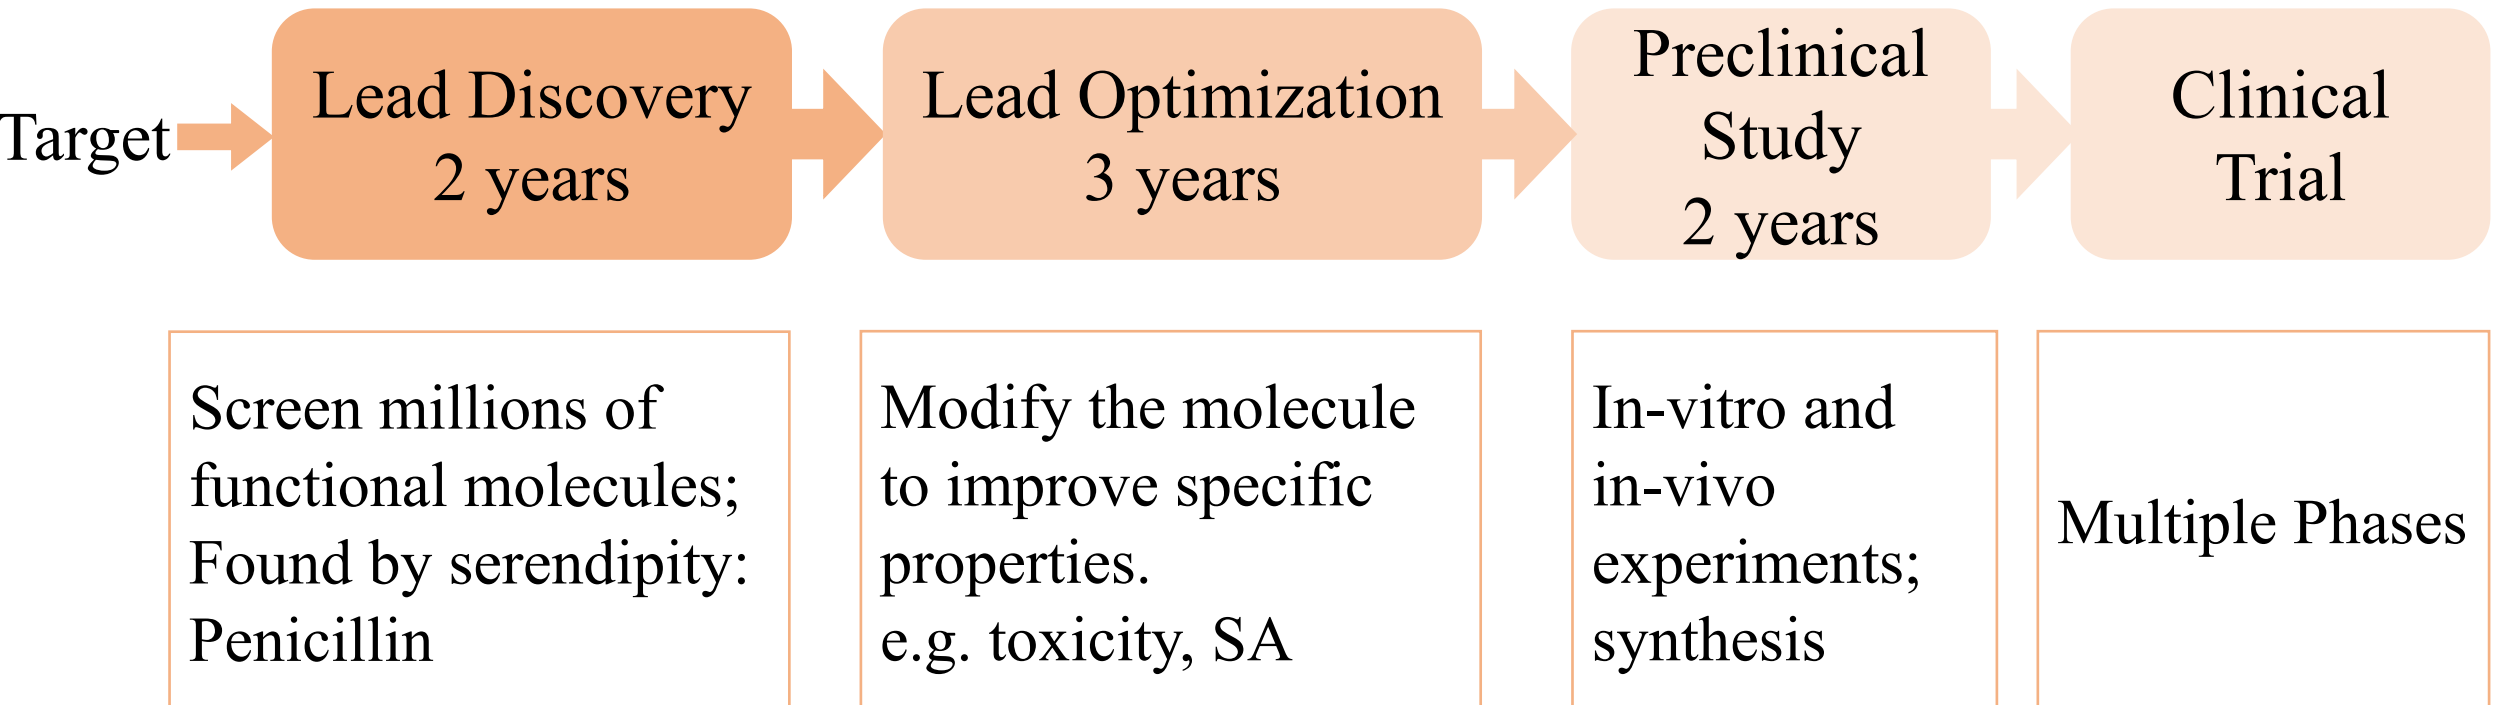 Target
Lead Discovery
2 years
Lead Optimization
3 years
Preclinical
Study
2 years
Clinical
Trial
Screen millions of
functional molecules;
Found by serendipity:
Penicillin
Modify the molecule
to improve specific
properties.
e.g. toxicity, SA
In-vitro and
in-vivo
experiments;
synthesis
Multiple Phases